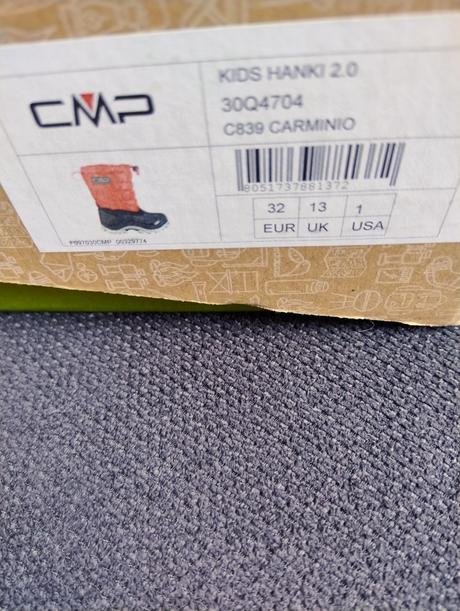 CMP
KIDS HANKI 2.0
30Q4704
C839 CARMINIO
8051737881372
32 13 1
EUR UK USA